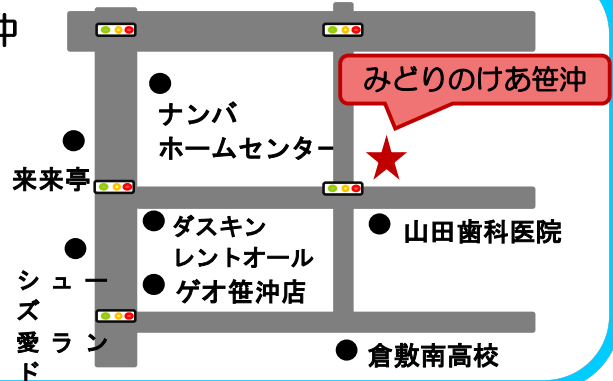 沖
みどりのけあ笹沖
ナンバ
ホームセンター
来来亭
ダスキン
レントオール
山田歯科医院
ゲオ笹沖店
シュー
ズ
愛ラン
ド
倉敷南高校